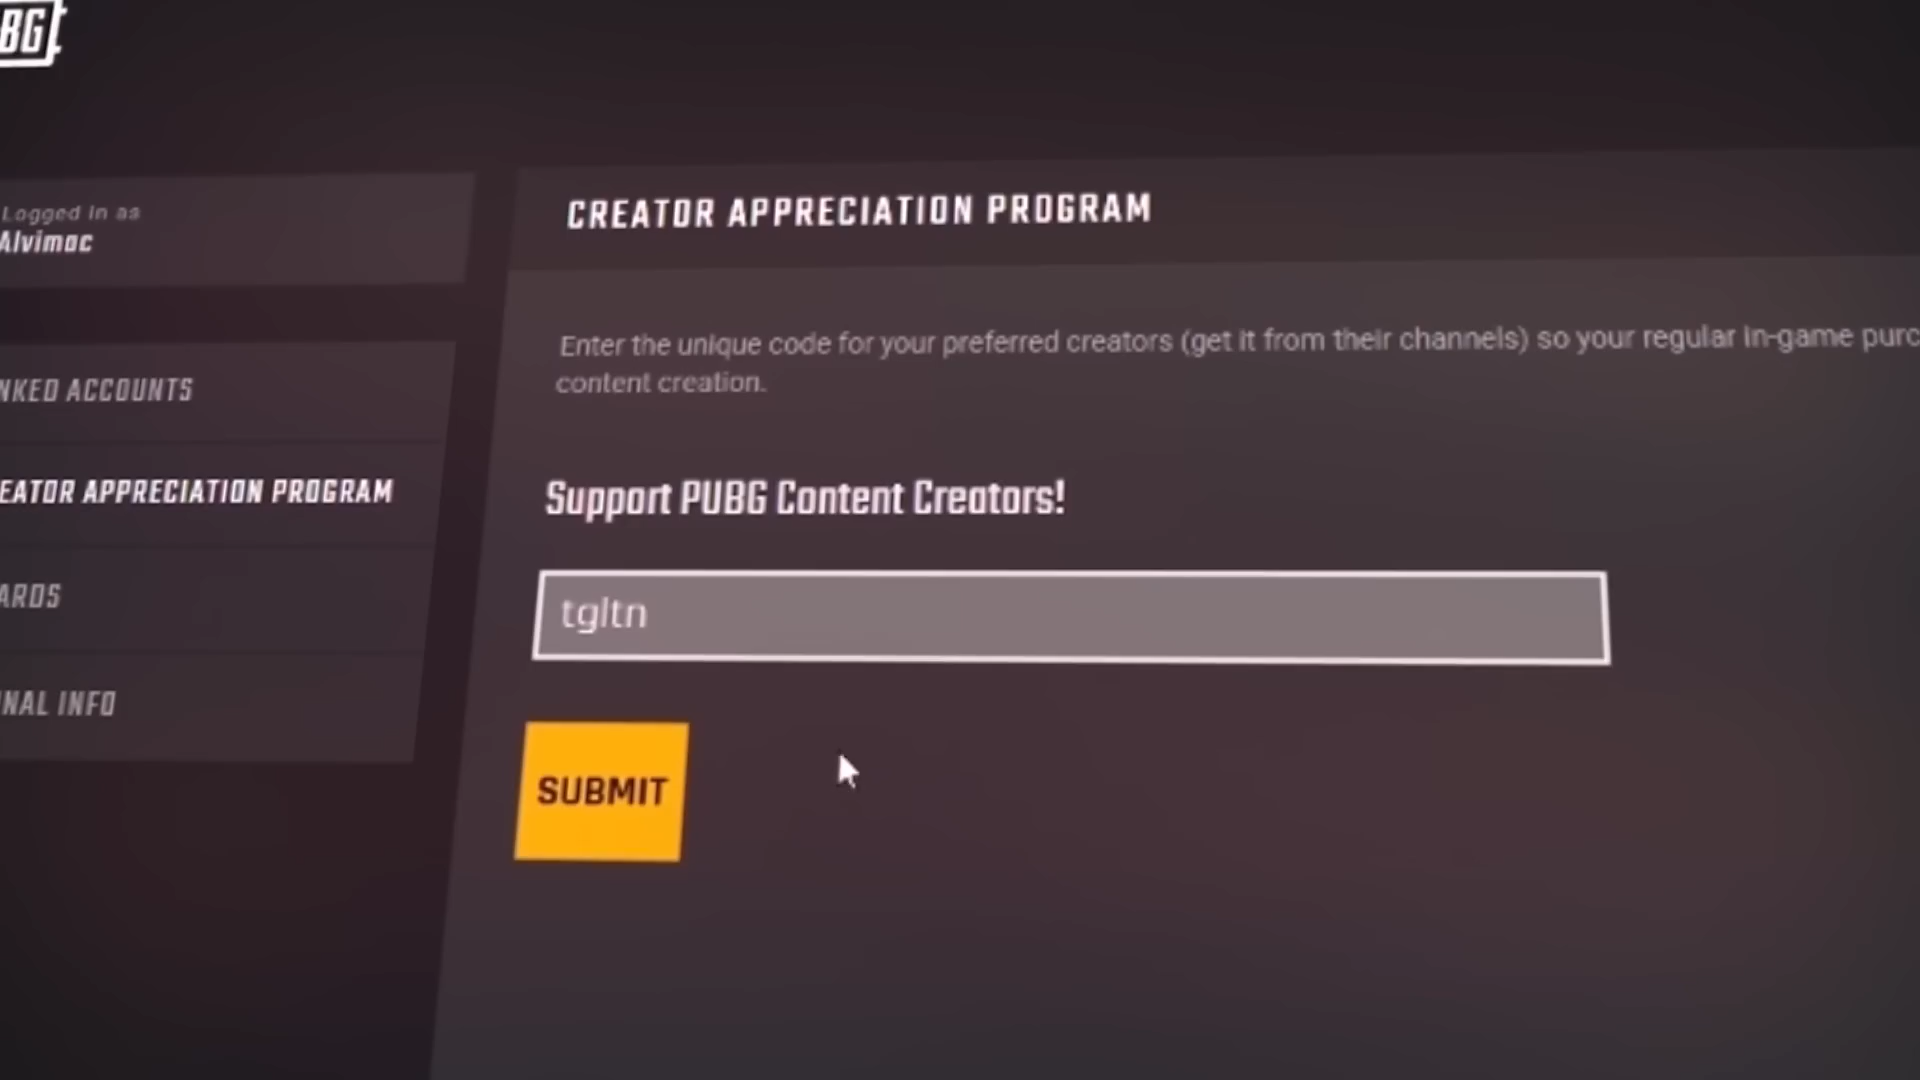 BG
Logged in as
Alvimac
NKED ACCOUNTS
EATOR APPRECIATION PROGRAM
ARDS
NAL INFO
CREATOR APPRECIATION PROGRAM
Enter the unique code for your preferred creators (get it from their channels) so your regular in-game purc
content creation.
Support PUBG Content Creators!
tgltn
SUBMIT